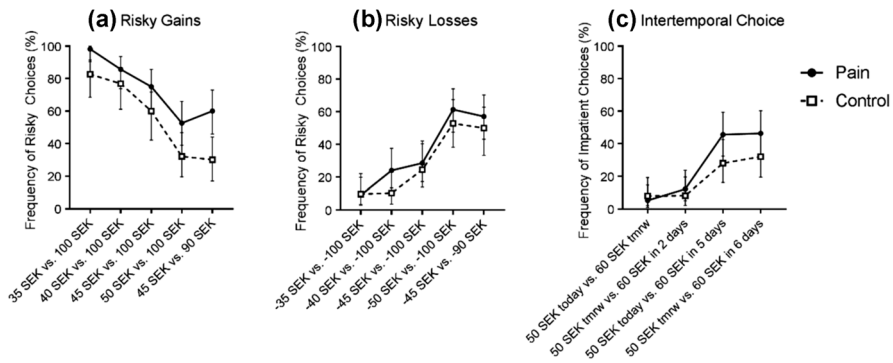 (a) Risky Gains
Frequency of Risky Choices (%)
100
80
60
40
20
0
35 SEK vs. 100 SEK
40 SEK vs. 100 SEK
45 SEK vs. 100 SEK
50 SEK vs. 100 SEK
45 SEK vs. 90 SEK
(b) Risky Losses
Frequency of Risky Choices (%)
100
80
60
40
20
0
-35 SEK vs. -100 SEK
-40 SEK vs. -100 SEK
-45 SEK vs. -100 SEK
-50 SEK vs. -100 SEK
-45 SEK vs. -90 SEK
(c) Intertemporal Choice
Frequency of Impatient Choices (%)
100
80
60
40
20
0
50 SEK today vs. 60 SEK tmrw
50 SEK tmrw vs. 60 SEK in 2 days
50 SEK today vs. 60 SEK in 5 days
50 SEK tmrw vs. 60 SEK in 6 days
Pain
Control